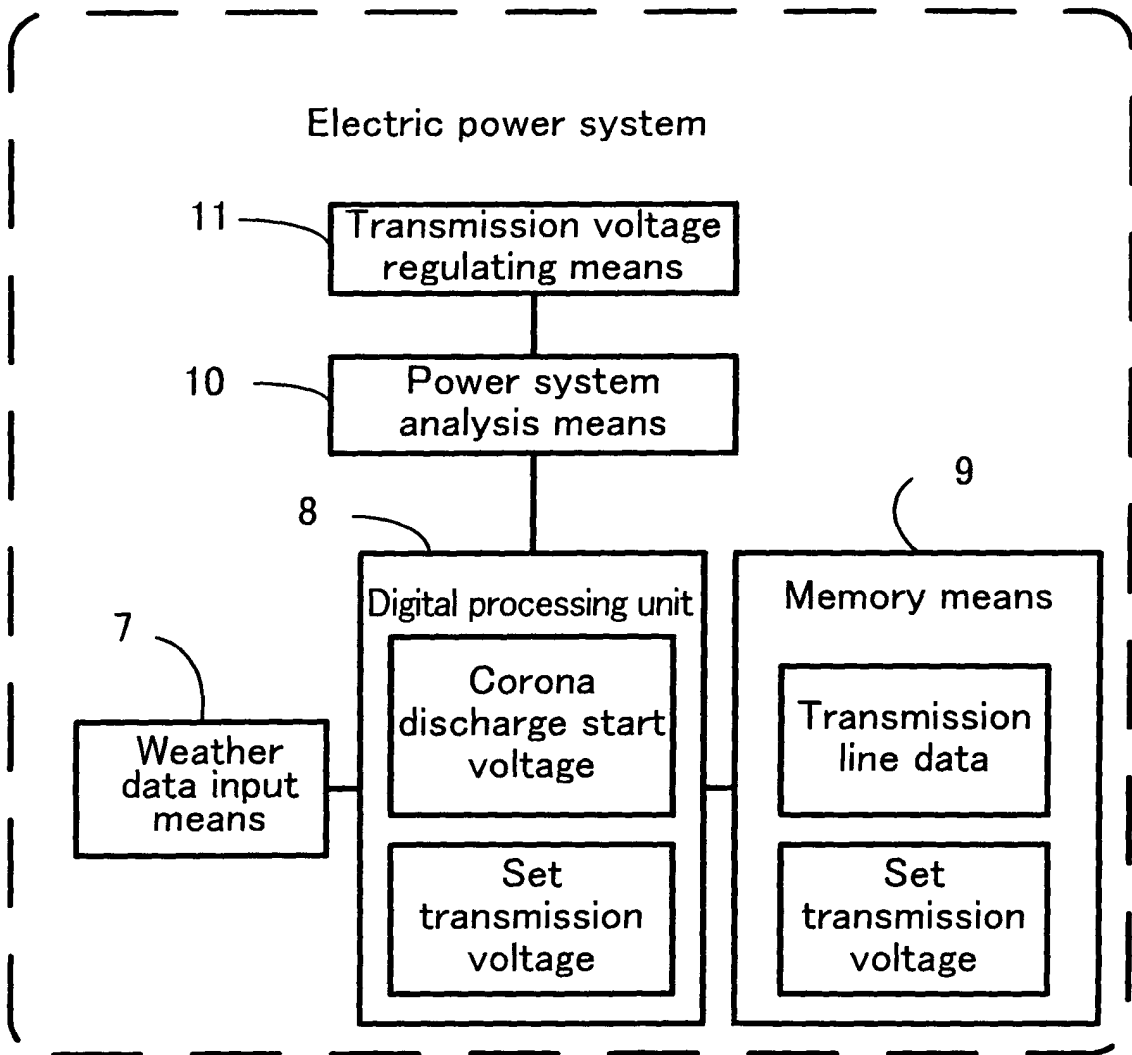 Electric power system
11
Transmission voltage
regulating means
10
Power system
analysis means
9
8
Digital processing unit
Memory means
7
Corona
discharge start
voltage
Transmission
line data
Weather
data input
means
Set
transmission
voltage
Set
transmission
voltage